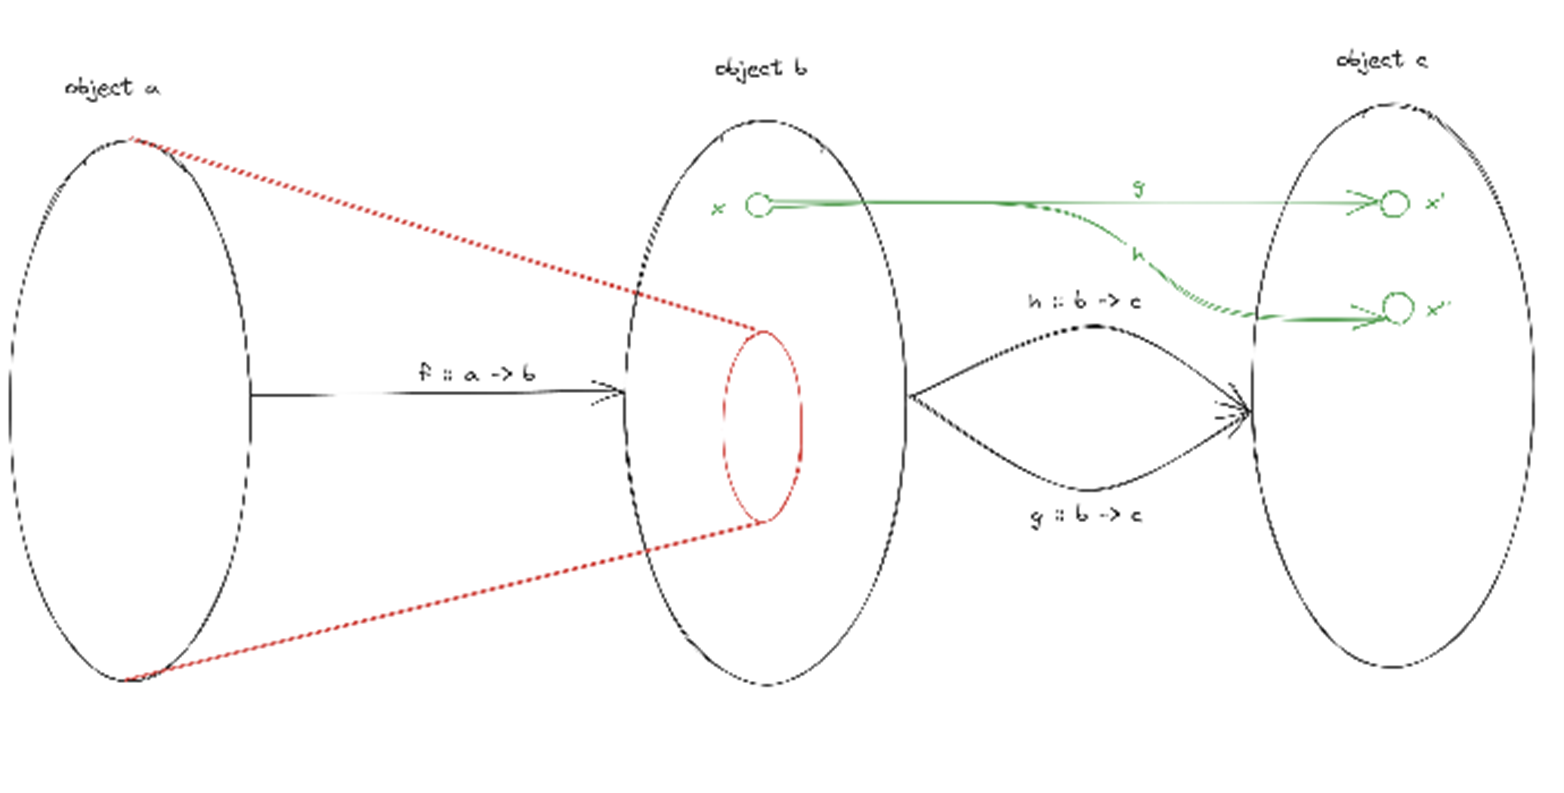 object a
object b
object c
g
x
x'
h
x''
h :: b -> c
f :: a -> b
g :: b -> c